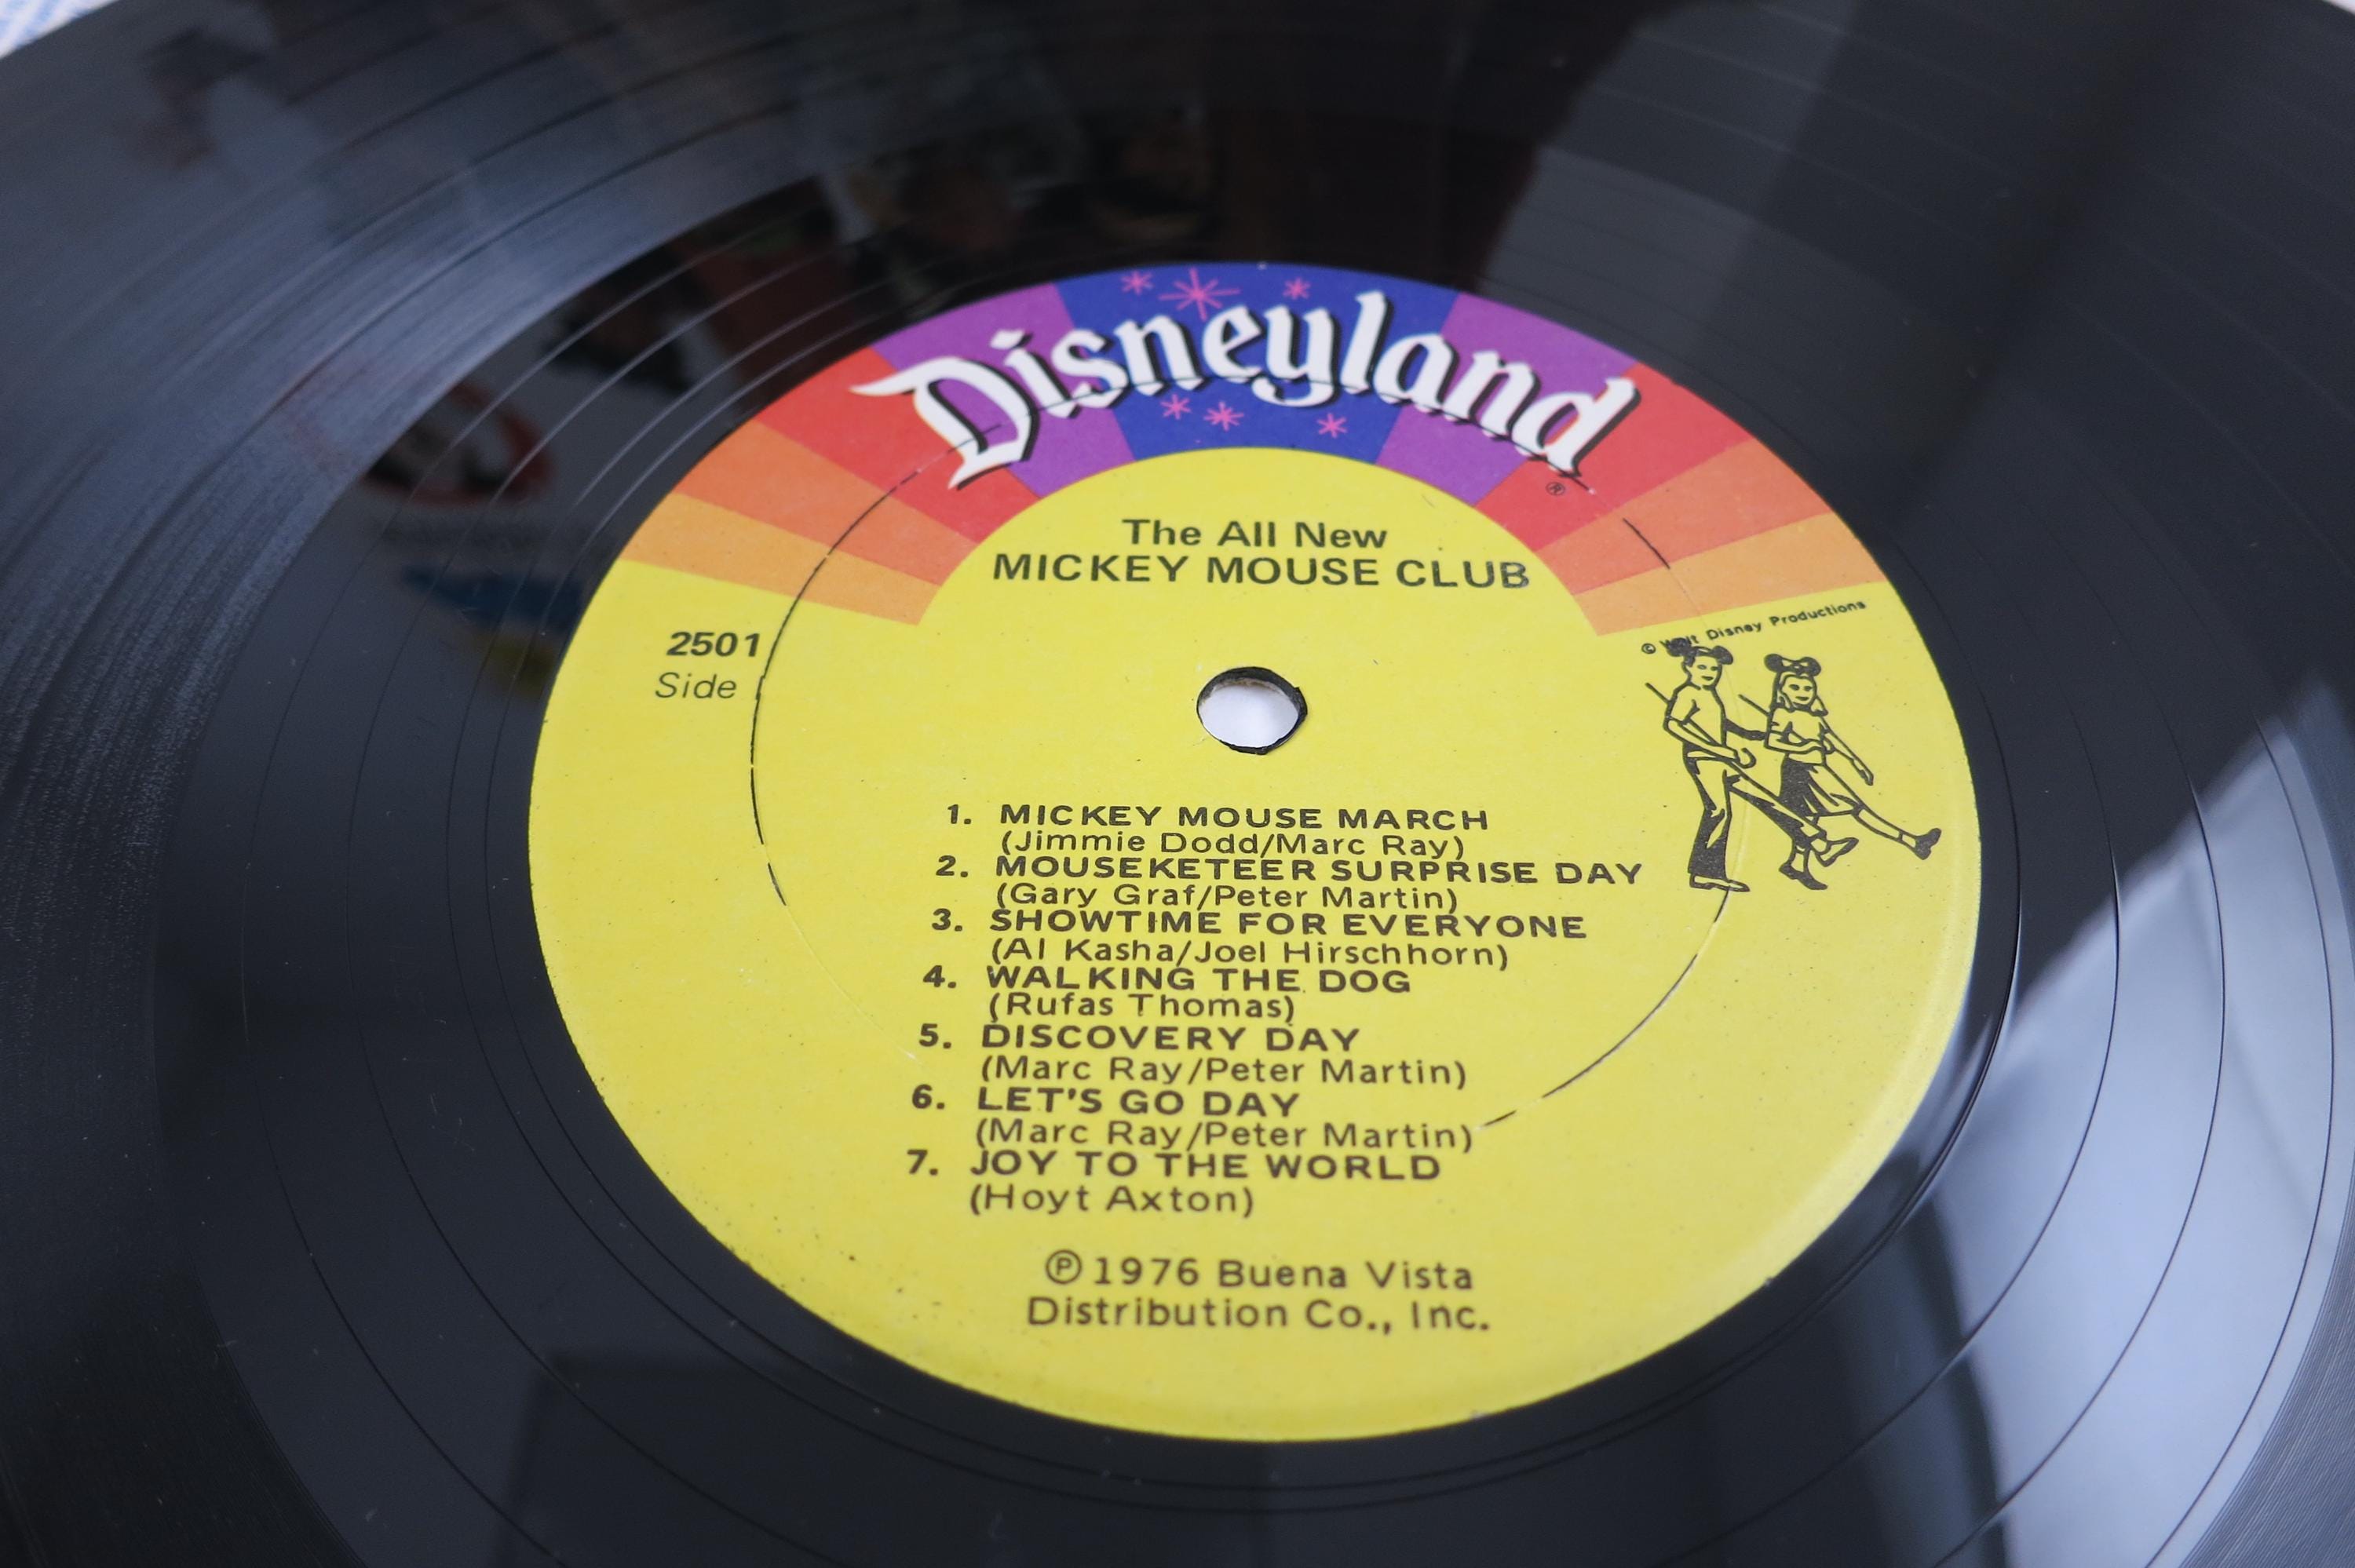 Disneyland
®
The All New
MICKEY MOUSE CLUB
© Walt Disney Productions
2501
Side
1. MICKEY MOUSE MARCH
(Jimmie Dodd/Marc Ray)
2. MOUSEKETEER SURPRISE DAY
(Gary Graf/Peter Martin)
3. SHOWTIME FOR EVERYONE
(Al Kasha/Joel Hirschhorn)
4. WALKING THE DOG
(Rufas Thomas)
5. DISCOVERY DAY
(Marc Ray/Peter Martin)
6. LET'S GO DAY
(Marc Ray/Peter Martin)
7. JOY TO THE WORLD
(Hoyt Axton)
℗ 1976 Buena Vista
Distribution Co., Inc.